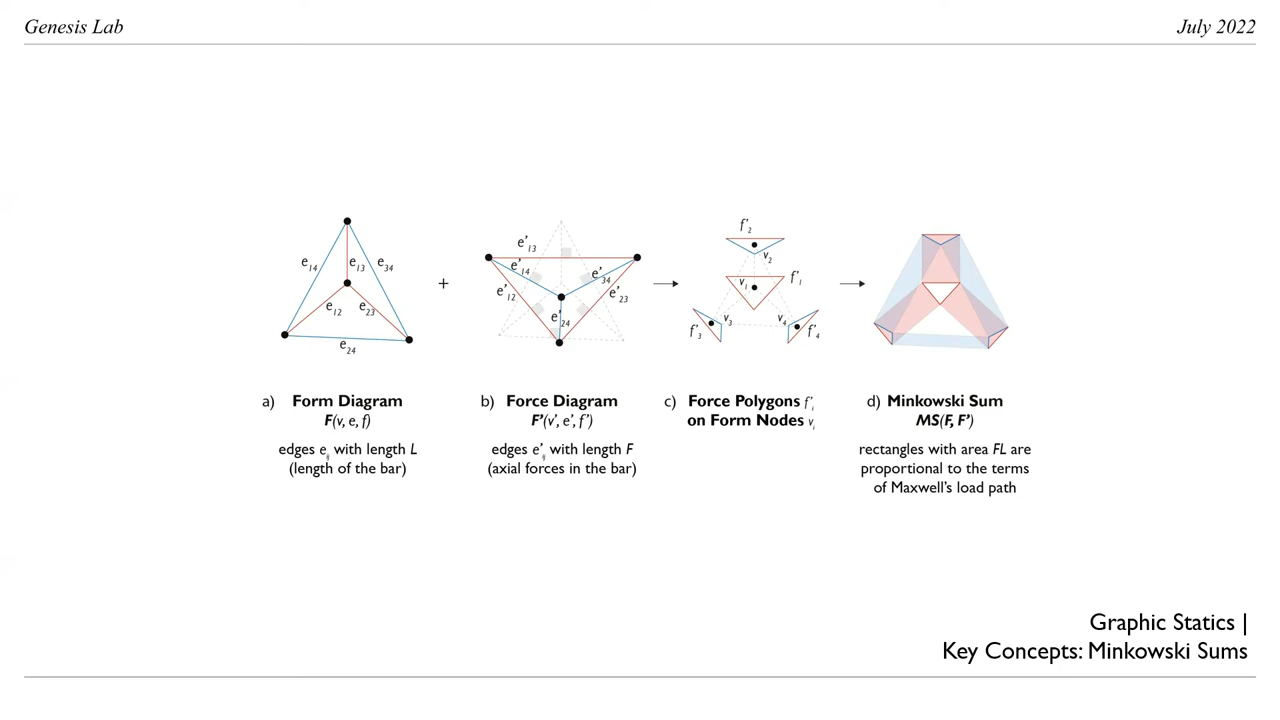 Genesis Lab
July 2022
e14
e13
e34
e12
e23
e24
+
e'13
e'14
e'34
e'12
e'23
e'24
f'2
v2
v1
f'1
v3
f'3
v4
f'4
a) Form Diagram
F(v, e, f)
edges eij with length L
(length of the bar)
b) Force Diagram
F'(v', e', f')
edges e'ij with length F
(axial forces in the bar)
c) Force Polygons f'i
on Form Nodes vi
d) Minkowski Sum
MS(F, F')
rectangles with area FL are
proportional to the terms
of Maxwell's load path
Graphic Statics |
Key Concepts: Minkowski Sums